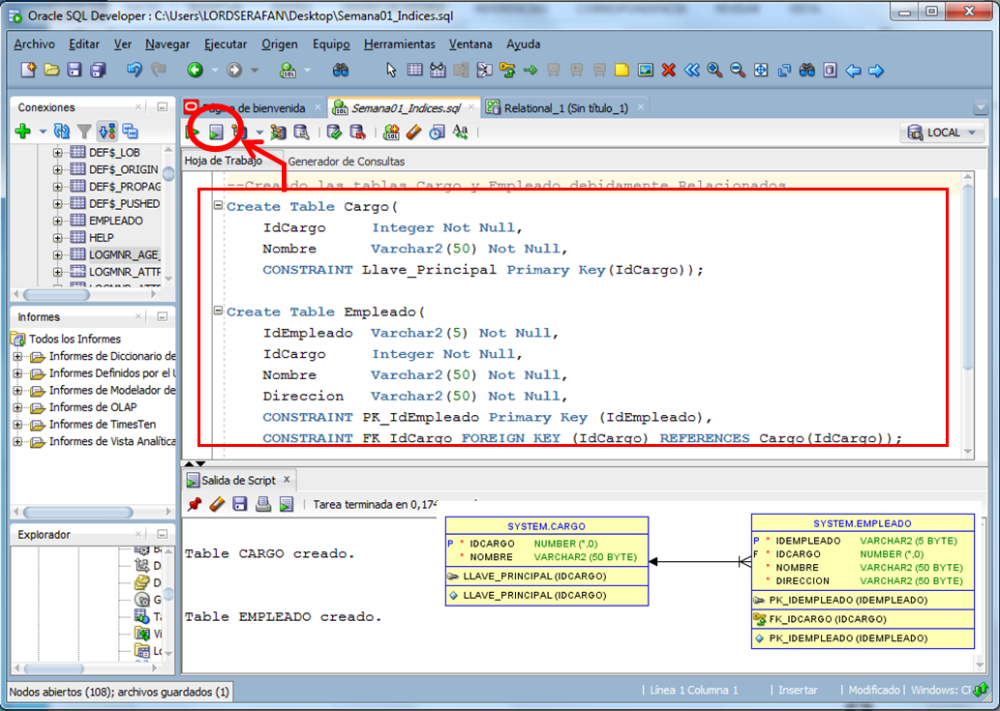 Oracle SQL Developer : C:\Users\LORDSERAFAN\Desktop\Semana01_Indices.sql
Archivo Editar Ver Navegar Ejecutar Origen Equipo Herramientas Ventana Ayuda
Conexiones
DEF$_LOB
DEF$_ORIGIN
DEF$_PROPAG
DEF$_PUSHED
EMPLEADO
HELP
LOGMNR_AGE_
LOGMNR_ATTR
Informes
Todos los Informes
Informes de Diccionario de
Informes Definidos por el U
Informes de Modelador de
Informes de OLAP
Informes de TimesTen
Informes de Vista Analítica
Explorador
de bienvenida
Semana01_Indices.sql
Relational_1 (Sin título_1)
SQL
LOCAL
Hoja de Trabajo
Generador de Consultas
--Creando las tablas Cargo y Empleado debidamente Relacionados
Create Table Cargo(
IdCargo Integer Not Null,
Nombre Varchar2(50) Not Null,
CONSTRAINT Llave_Principal Primary Key(IdCargo));
Create Table Empleado(
IdEmpleado Varchar2(5) Not Null,
IdCargo Integer Not Null,
Nombre Varchar2(50) Not Null,
Direccion Varchar2(50) Not Null,
CONSTRAINT PK_IdEmpleado Primary Key (IdEmpleado),
CONSTRAINT FK_IdCargo FOREIGN KEY (IdCargo) REFERENCES Cargo(IdCargo));
Salida de Script
Tarea terminada en 0,174
Table CARGO creado.
Table EMPLEADO creado.
SYSTEM.CARGO
P * IDCARGO NUMBER (*,0)
* NOMBRE VARCHAR2 (50 BYTE)
LLAVE_PRINCIPAL (IDCARGO)
LLAVE_PRINCIPAL (IDCARGO)
SYSTEM.EMPLEADO
P * IDEMPLEADO VARCHAR2 (5 BYTE)
F * IDCARGO NUMBER (*,0)
* NOMBRE VARCHAR2 (50 BYTE)
* DIRECCION VARCHAR2 (50 BYTE)
PK_IDEMPLEADO (IDEMPLEADO)
FK_IDCARGO (IDCARGO)
PK_IDEMPLEADO (IDEMPLEADO)
Nodos abiertos (108); archivos guardados (1)
Línea 1 Columna 1
Insertar
Modificado
Windows: